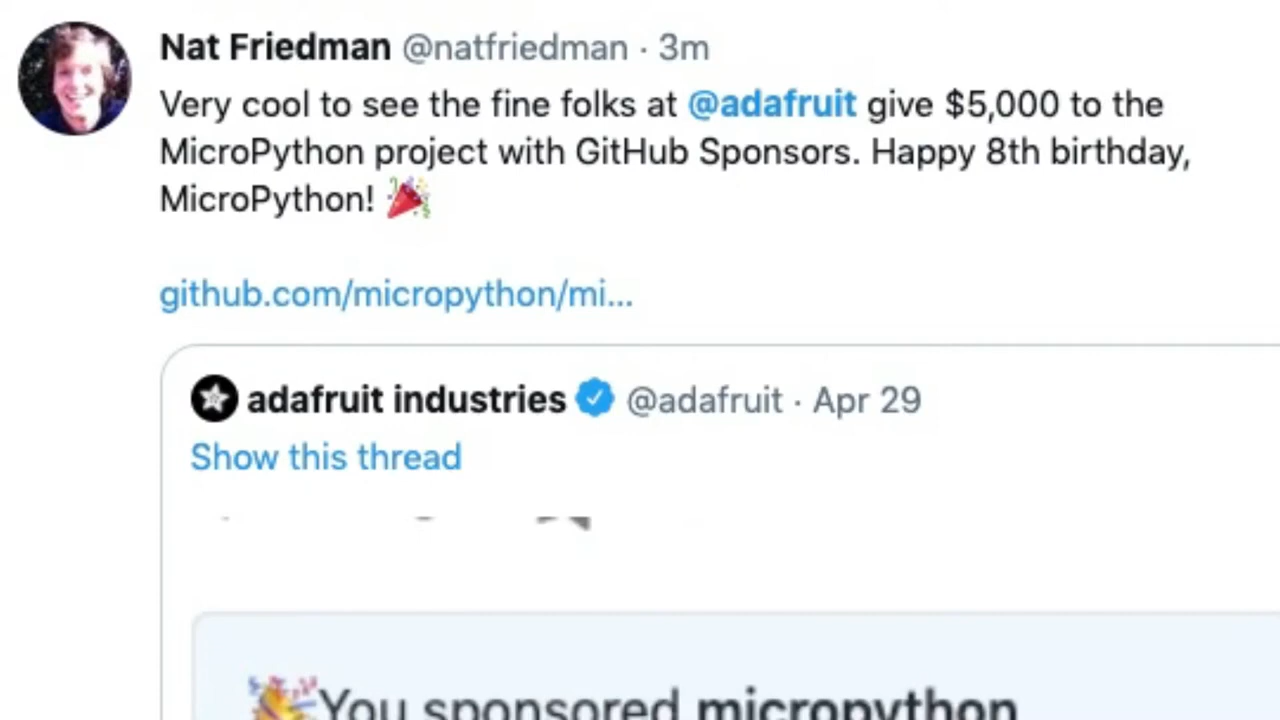 Nat Friedman @natfriedman · 3m
Very cool to see the fine folks at @adafruit give $5,000 to the
MicroPython project with GitHub Sponsors. Happy 8th birthday,
MicroPython! 🎉
github.com/micropython/mi...
adafruit industries @adafruit · Apr 29
Show this thread
🎉You sponsored micropython